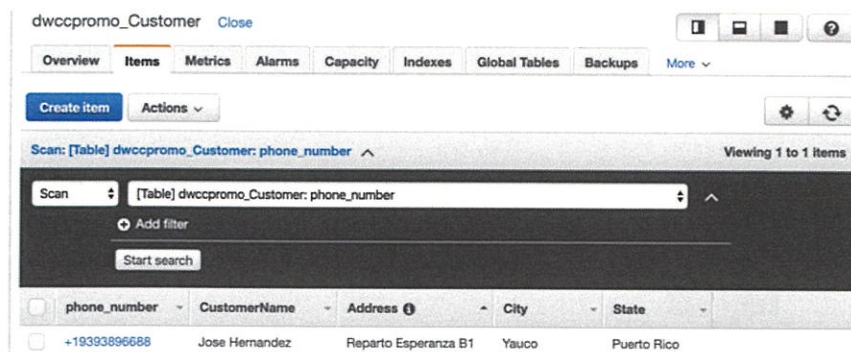 dwccpromo_Customer Close
Overview Items Metrics Alarms Capacity Indexes Global Tables Backups More
Create item Actions
Scan: [Table] dwccpromo_Customer: phone_number Viewing 1 to 1 items
Scan [Table] dwccpromo_Customer: phone_number
Add filter
Start search
phone_number CustomerName Address City State
+19393896688 Jose Hernandez Reparto Esperanza B1 Yauco Puerto Rico